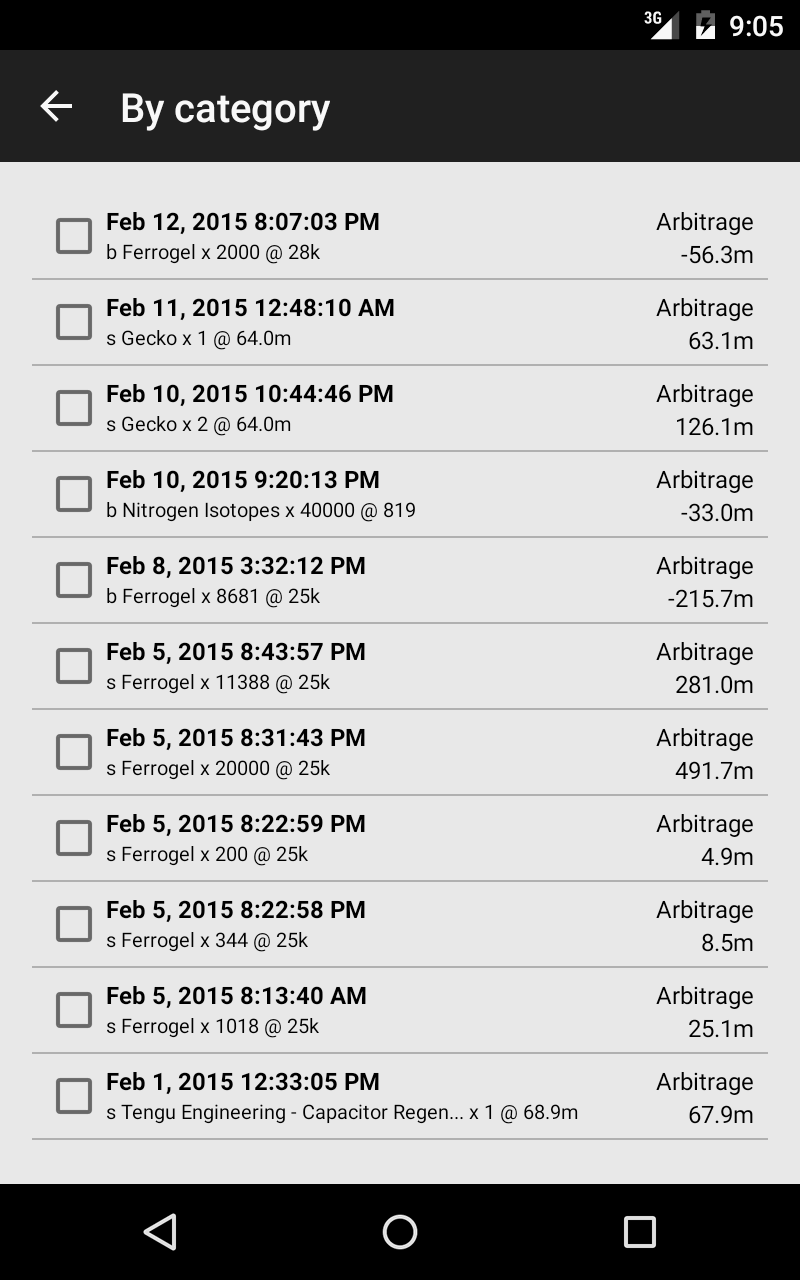 3G 9:05
By category
Feb 12, 2015 8:07:03 PM Arbitrage
b Ferrogel x 2000 @ 28k -56.3m
Feb 11, 2015 12:48:10 AM Arbitrage
s Gecko x 1 @ 64.0m 63.1m
Feb 10, 2015 10:44:46 PM Arbitrage
s Gecko x 2 @ 64.0m 126.1m
Feb 10, 2015 9:20:13 PM Arbitrage
b Nitrogen Isotopes x 40000 @ 819 -33.0m
Feb 8, 2015 3:32:12 PM Arbitrage
b Ferrogel x 8681 @ 25k -215.7m
Feb 5, 2015 8:43:57 PM Arbitrage
s Ferrogel x 11388 @ 25k 281.0m
Feb 5, 2015 8:31:43 PM Arbitrage
s Ferrogel x 20000 @ 25k 491.7m
Feb 5, 2015 8:22:59 PM Arbitrage
s Ferrogel x 200 @ 25k 4.9m
Feb 5, 2015 8:22:58 PM Arbitrage
s Ferrogel x 344 @ 25k 8.5m
Feb 5, 2015 8:13:40 AM Arbitrage
s Ferrogel x 1018 @ 25k 25.1m
Feb 1, 2015 12:33:05 PM Arbitrage
s Tengu Engineering - Capacitor Regen... x 1 @ 68.9m 67.9m